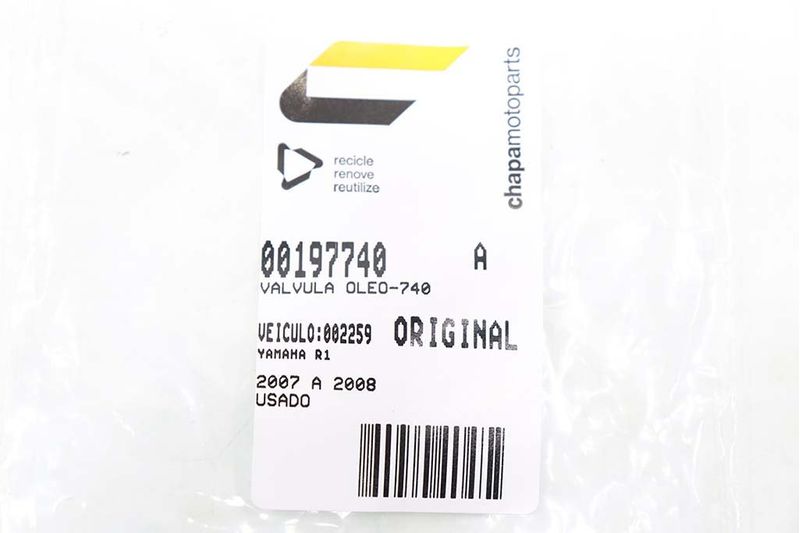 chapamotoparts
recicle
renove
reutilize
00197740 A
VALVULA OLEO-740
VEICULO:002259 ORIGINAL
YAMAHA R1
2007 A 2008
USADO